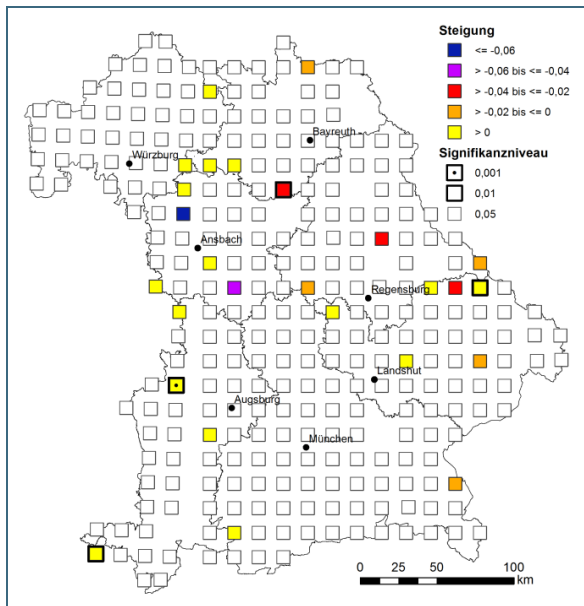 Steigung
<= -0,06
> -0,06 bis <= -0,04
> -0,04 bis <= -0,02
> -0,02 bis <= 0
> 0
Signifikanzniveau
0,001
0,01
0,05
Bayreuth
Würzburg
Ansbach
Regensburg
Landshut
Augsburg
München
0 25 50 100
km